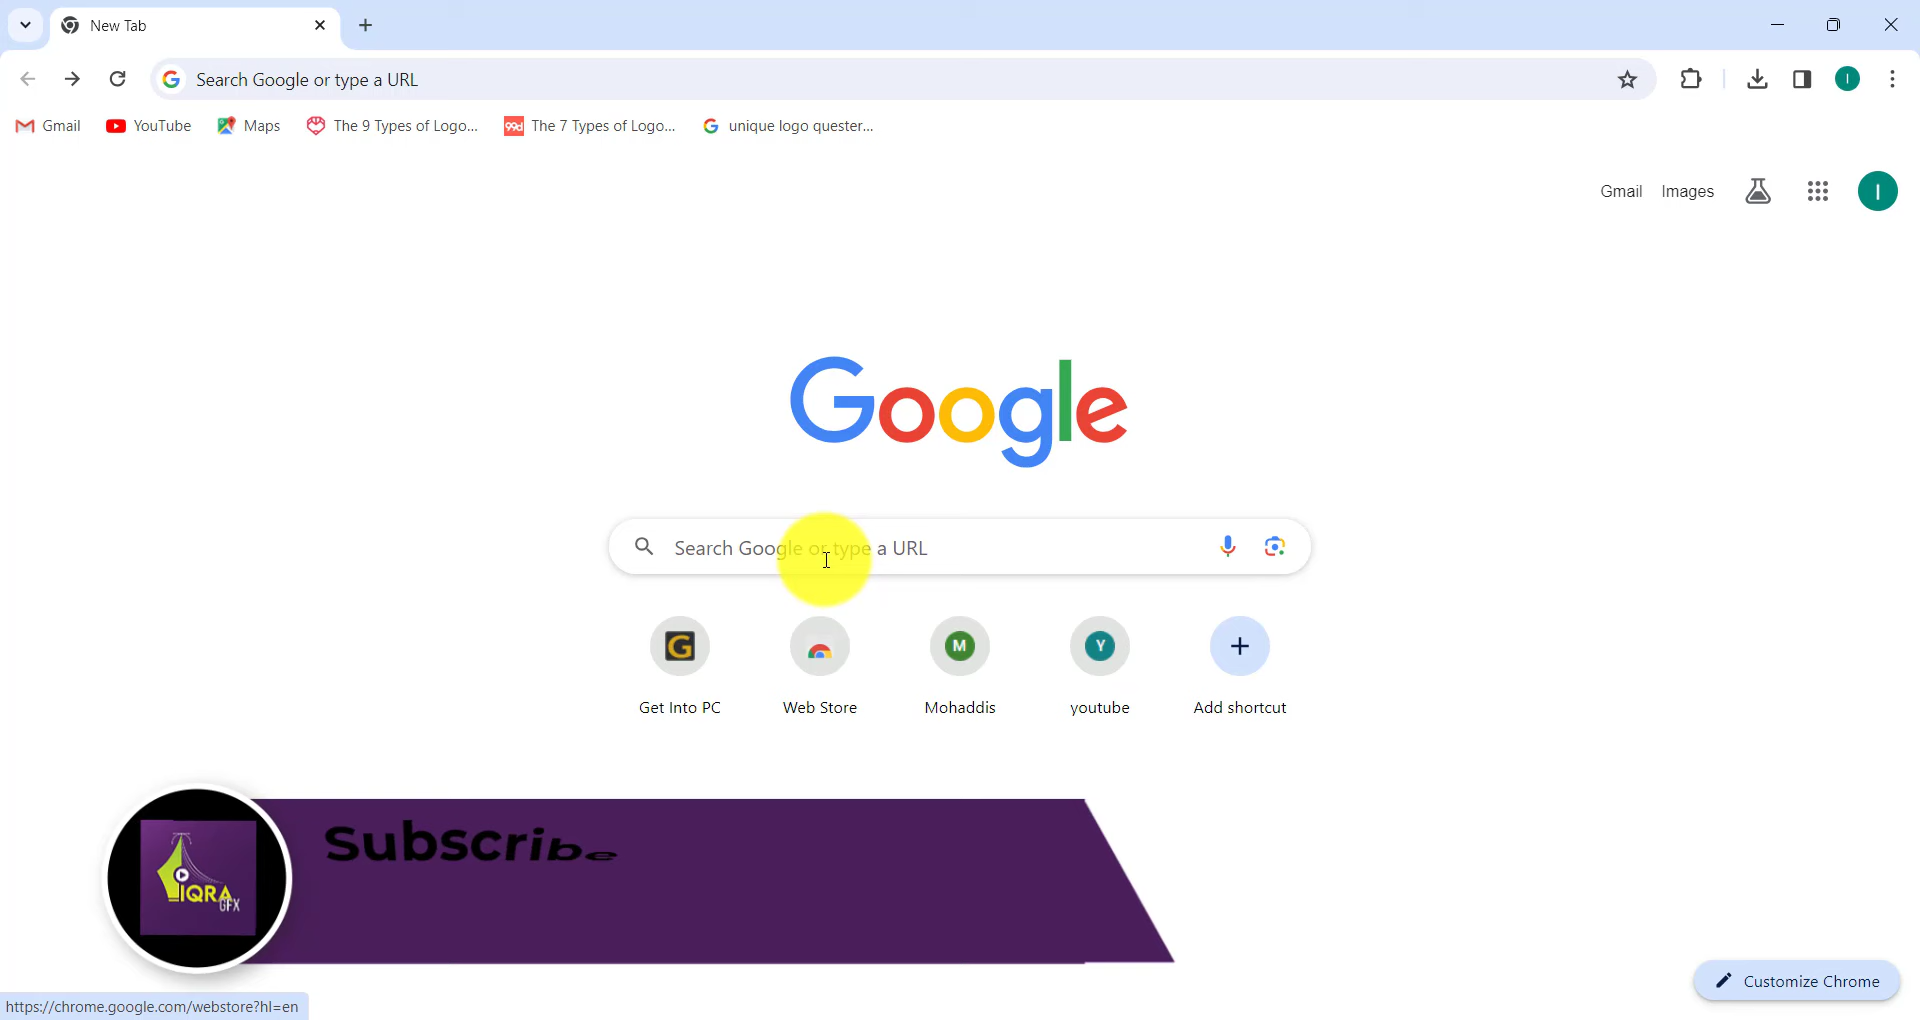 New Tab
Search Google or type a URL
Gmail
YouTube
Maps
The 9 Types of Logo...
99d
The 7 Types of Logo...
unique logo quester...
I
Gmail
Images
I
Google
Search Google or type a URL
G
M
Y
Get Into PC
Web Store
Mohaddis
youtube
Add shortcut
Subscribe
IQRA
GFX
Customize Chrome
https://chrome.google.com/webstore?hl=en